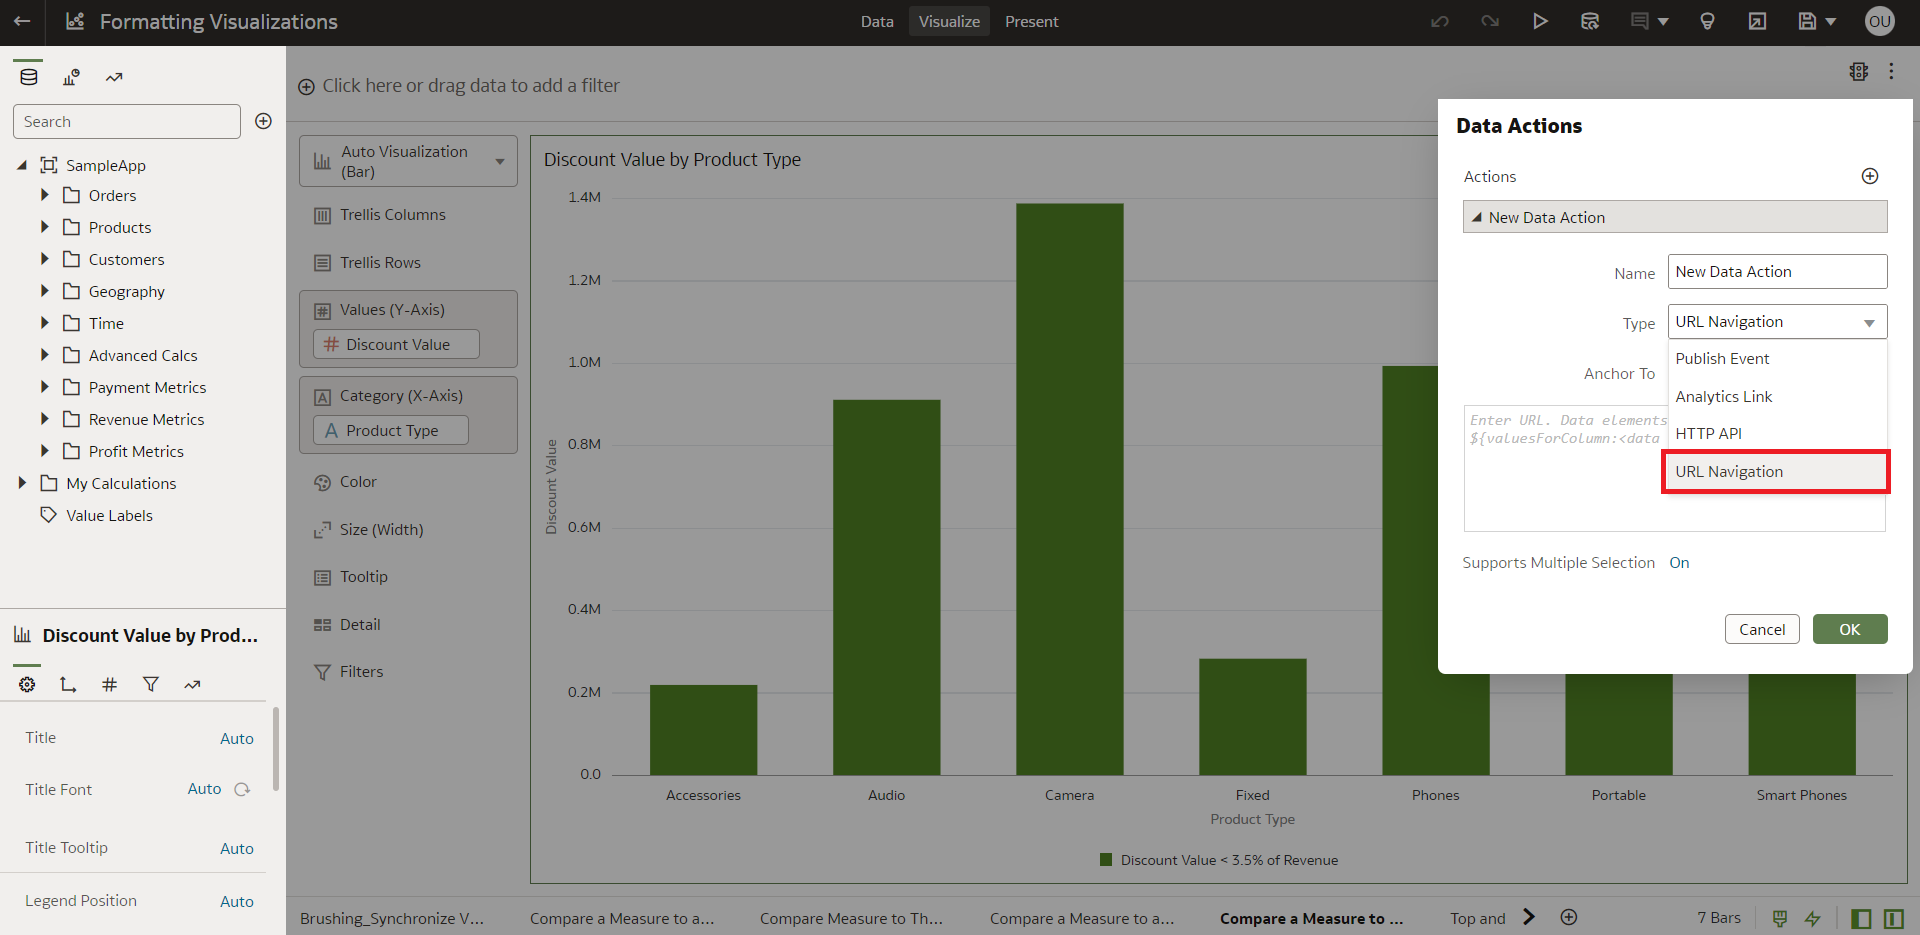 Formatting Visualizations
Data
Visualize
Present
OU
Search
SampleApp
Orders
Products
Customers
Geography
Time
Advanced Calcs
Payment Metrics
Revenue Metrics
Profit Metrics
My Calculations
Value Labels
Discount Value by Prod...
Title
Auto
Title Font
Auto
Title Tooltip
Auto
Legend Position
Auto
Click here or drag data to add a filter
Auto Visualization
(Bar)
Trellis Columns
Trellis Rows
Values (Y-Axis)
# Discount Value
Category (X-Axis)
A Product Type
Color
Size (Width)
Tooltip
Detail
Filters
Discount Value by Product Type
Discount Value
1.4M
1.2M
1.0M
0.8M
0.6M
0.4M
0.2M
0.0
Accessories
Audio
Camera
Fixed
Phones
Portable
Smart Phones
Product Type
Discount Value < 3.5% of Revenue
Data Actions
Actions
New Data Action
Name
New Data Action
Type
URL Navigation
Publish Event
Anchor To
Analytics Link
Enter URL. Data elements
${valuesForColumn:<data
HTTP API
URL Navigation
Supports Multiple Selection
On
Cancel
OK
Brushing_Synchronize V...
Compare a Measure to a...
Compare Measure to Th...
Compare a Measure to a...
Compare a Measure to ...
Top and
7 Bars